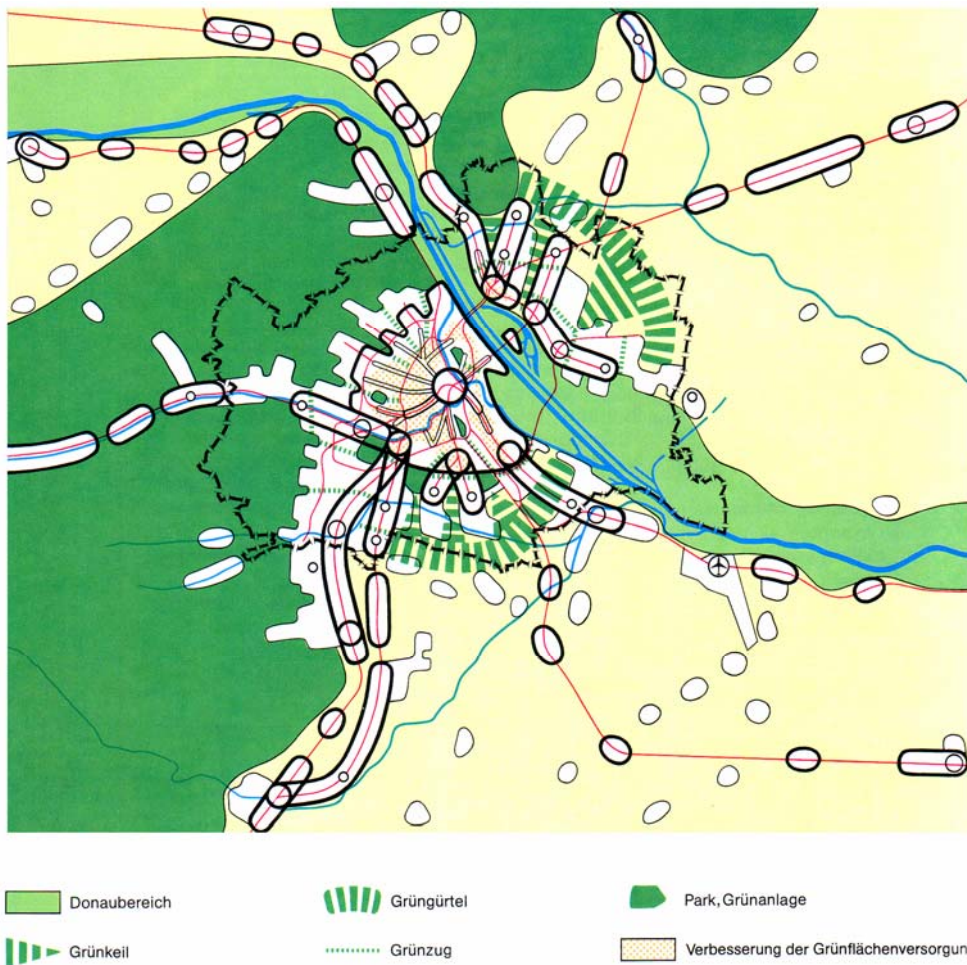 Donaubereich
Grüngürtel
Park, Grünanlage
Grünkeil
Grünzug
Verbesserung der Grünflächenversorgun